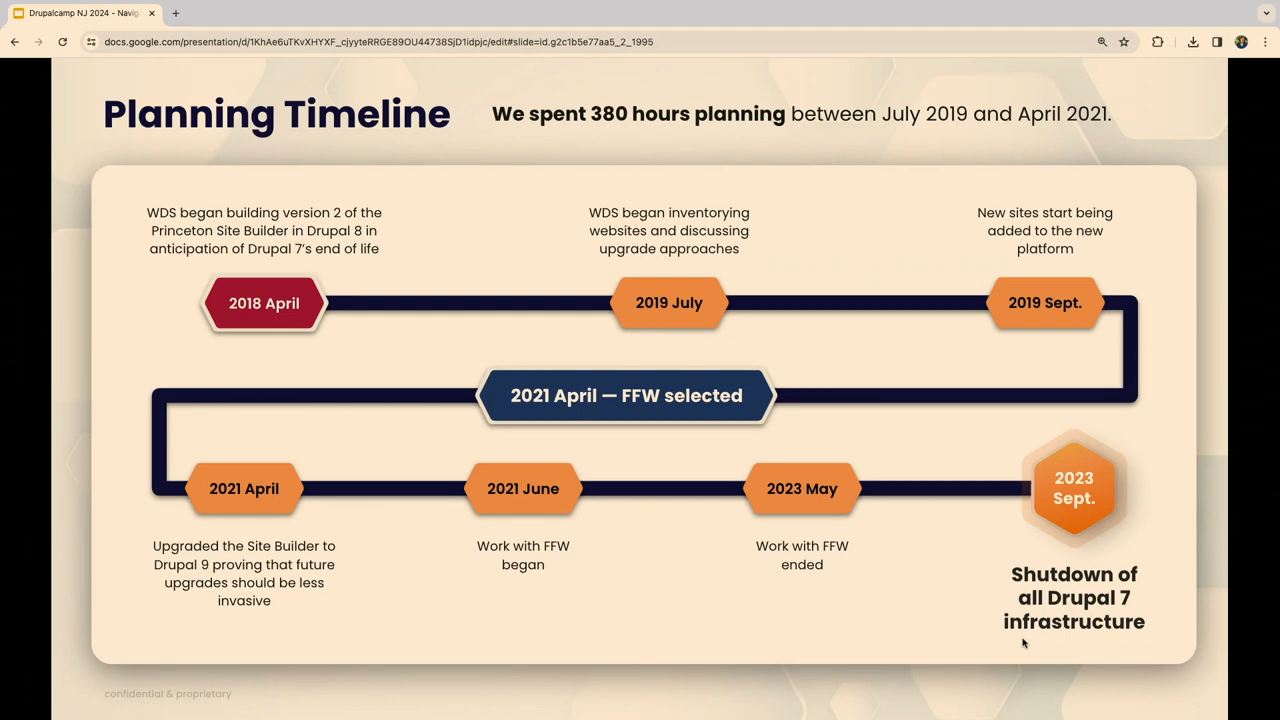 Drupalcamp NJ 2024 - Navig
docs.google.com/presentation/d/1KhAe6uTKvXHYXF_cjyyteRRGE89OU44738SjD1idpjc/edit#slide=id.g2c1b5e77aa5_2_1995
Planning Timeline
We spent 380 hours planning between July 2019 and April 2021.
WDS began building version 2 of the
Princeton Site Builder in Drupal 8 in
anticipation of Drupal 7's end of life
2018 April
WDS began inventorying
websites and discussing
upgrade approaches
2019 July
New sites start being
added to the new
platform
2019 Sept.
2021 April — FFW selected
2021 April
Upgraded the Site Builder to
Drupal 9 proving that future
upgrades should be less
invasive
2021 June
Work with FFW
began
2023 May
Work with FFW
ended
2023
Sept.
Shutdown of
all Drupal 7
infrastructure
confidential & proprietary